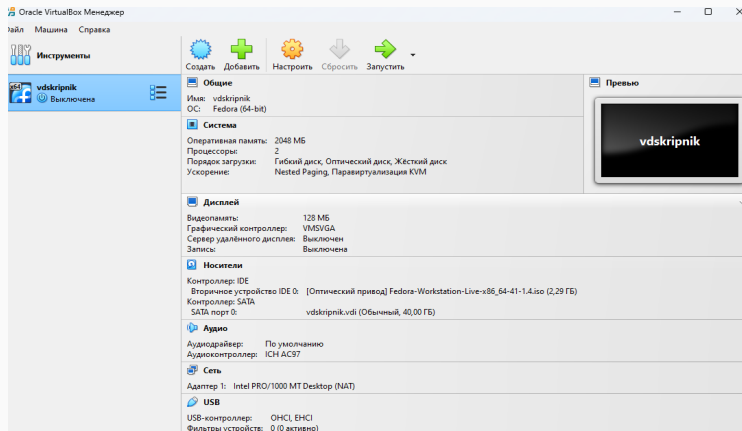 Oracle VirtualBox Менеджер
Файл Машина Справка
Инструменты
Создать Добавить Настроить Сбросить Запустить
x64 vdskripnik
Выключена
Общие
Имя: vdskripnik
ОС: Fedora (64-bit)
Превью
vdskripnik
Система
Оперативная память: 2048 МБ
Процессоры: 2
Порядок загрузки: Гибкий диск, Оптический диск, Жёсткий диск
Ускорение: Nested Paging, Паравиртуализация KVM
Дисплей
Видеопамять: 128 МБ
Графический контроллер: VMSVGA
Сервер удалённого дисплея: Выключен
Запись: Выключена
Носители
Контроллер: IDE
Вторичное устройство IDE 0: [Оптический привод] Fedora-Workstation-Live-x86_64-41-1.4.iso (2,29 ГБ)
Контроллер: SATA
SATA порт 0: vdskripnik.vdi (Обычный, 40,00 ГБ)
Аудио
Аудиодрайвер: По умолчанию
Аудиоконтроллер: ICH AC97
Сеть
Адаптер 1: Intel PRO/1000 MT Desktop (NAT)
USB
USB-контроллер: OHCI, EHCI
Фильтры устройств: 0 (0 активно)